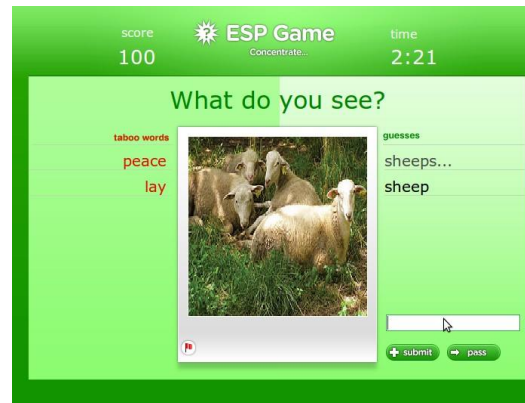 score
100
ESP Game
Concentrate...
time
2:21
What do you see?
taboo words
peace
lay
guesses
sheeps...
sheep
submit
pass